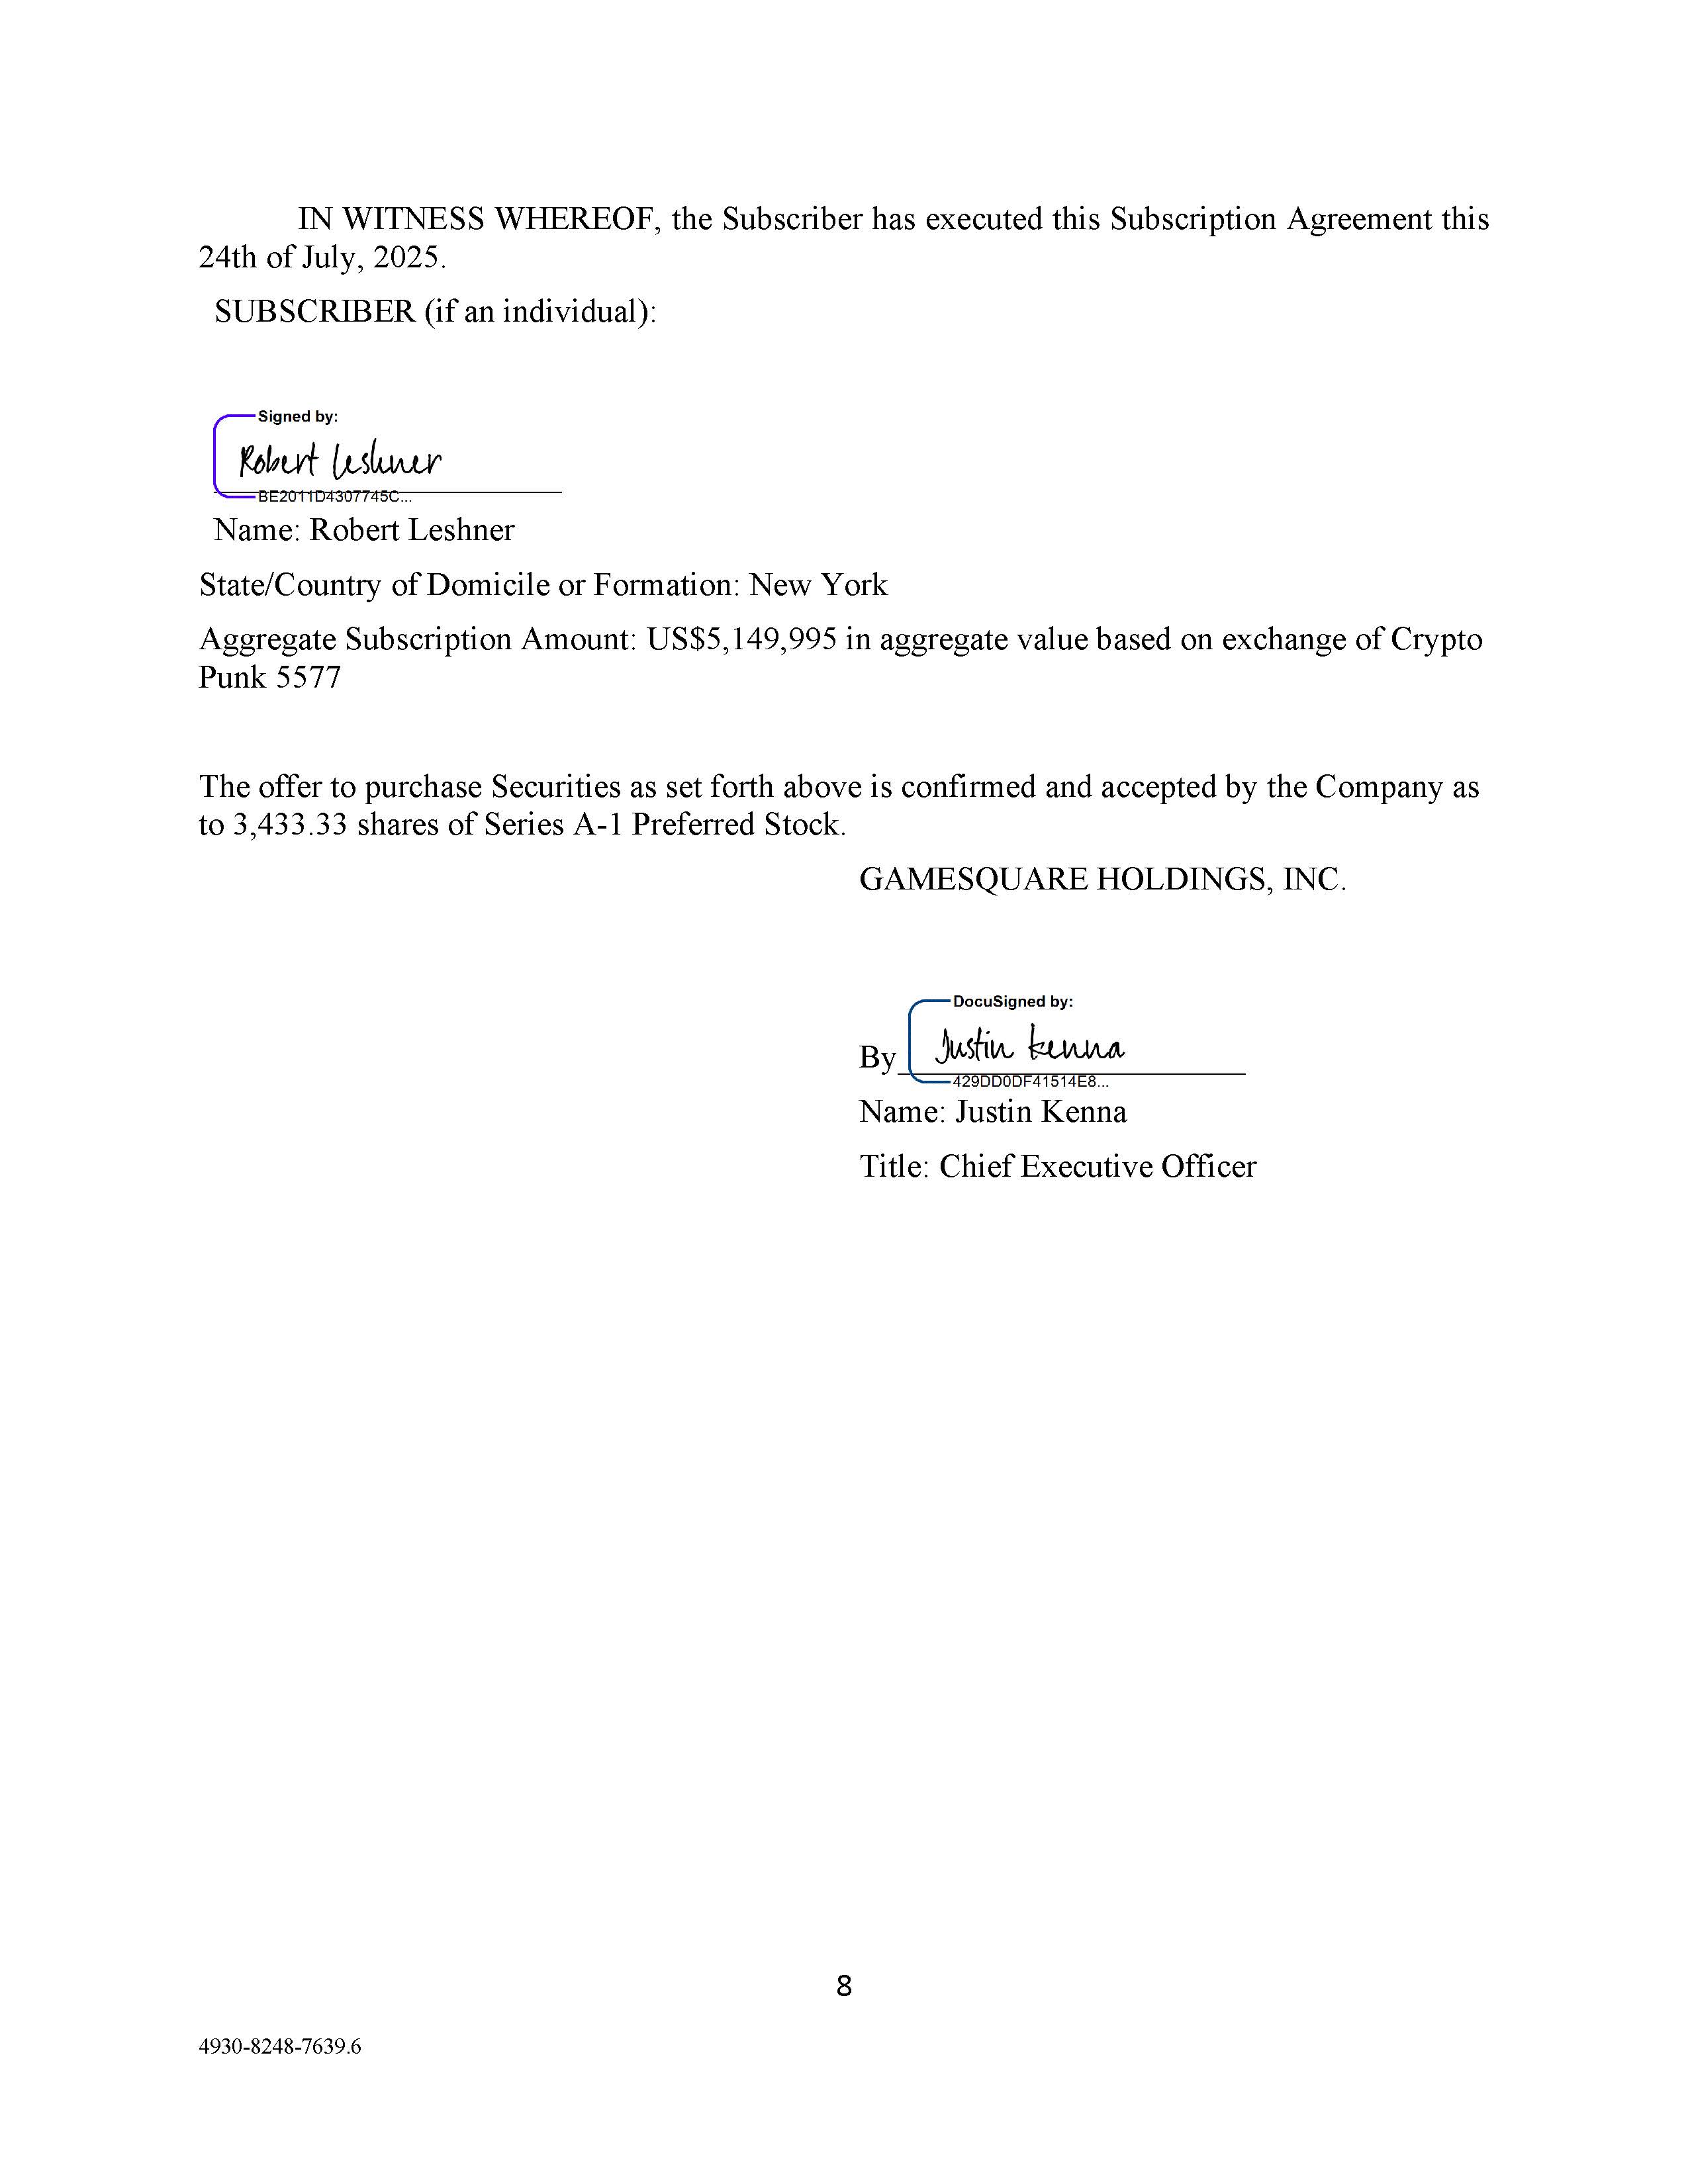 IN WITNESS WHEREOF, the Subscriber has executed this Subscription Agreement this
24th of July, 2025.
SUBSCRIBER (if an individual):
Signed by:
Robert Leshner
BE2011D4307745C...
Name: Robert Leshner
State/Country of Domicile or Formation: New York
Aggregate Subscription Amount: US$5,149,995 in aggregate value based on exchange of Crypto
Punk 5577
The offer to purchase Securities as set forth above is confirmed and accepted by the Company as
to 3,433.33 shares of Series A-1 Preferred Stock.
GAMESQUARE HOLDINGS, INC.
DocuSigned by:
By Justin Kenna
429DD0DF41514E8...
Name: Justin Kenna
Title: Chief Executive Officer
8
4930-8248-7639.6